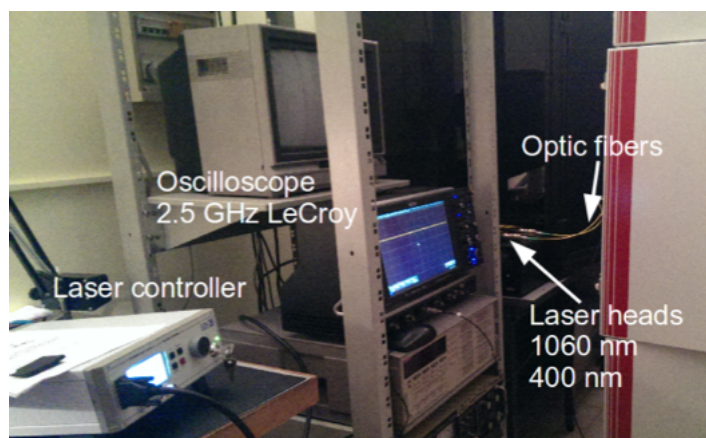 Optic fibers
Oscilloscope
2.5 GHz LeCroy
Laser controller
Laser heads
1060 nm
400 nm